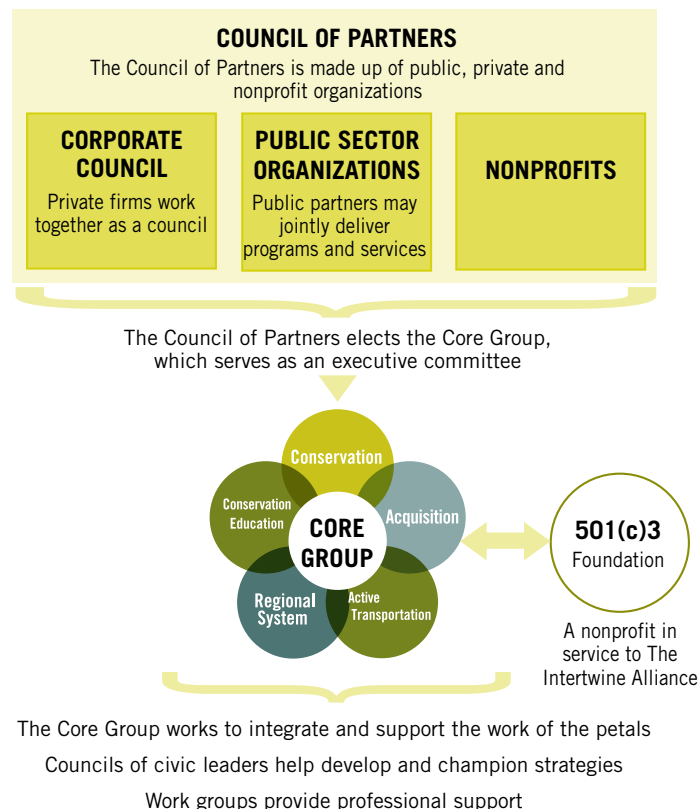 COUNCIL OF PARTNERS
The Council of Partners is made up of public, private and
nonprofit organizations
CORPORATE
COUNCIL
Private firms work
together as a council
PUBLIC SECTOR
ORGANIZATIONS
Public partners may
jointly deliver
programs and services
NONPROFITS
The Council of Partners elects the Core Group,
which serves as an executive committee
Conservation
Conservation
Education
Acquisition
CORE
GROUP
Regional
System
Active
Transportation
501(c)3
Foundation
A nonprofit in
service to The
Intertwine Alliance
The Core Group works to integrate and support the work of the petals
Councils of civic leaders help develop and champion strategies
Work groups provide professional support